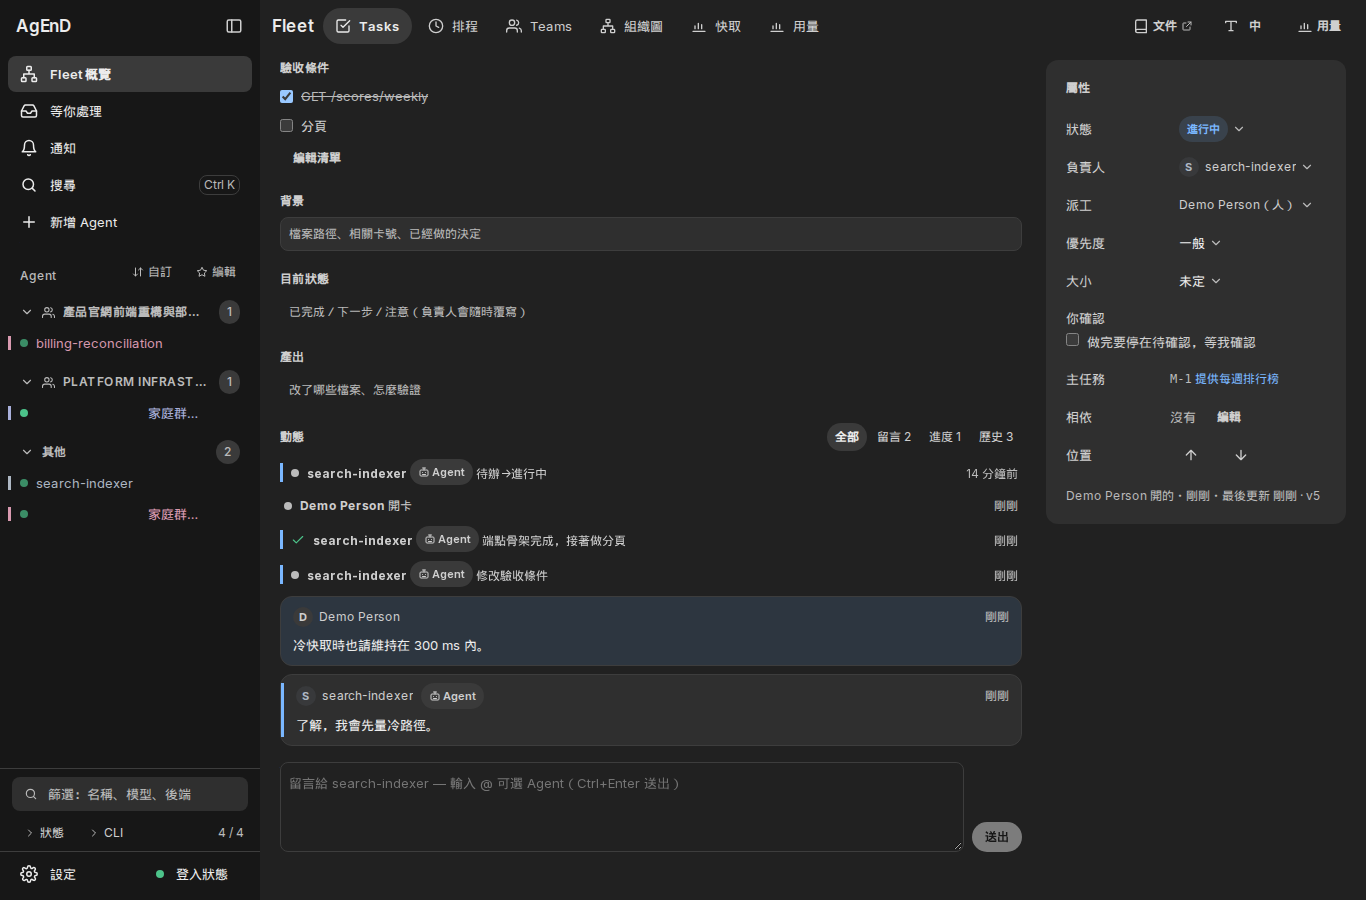 AgEnD
Fleet 概覽
等你處理
通知
搜尋 Ctrl K
新增 Agent
Agent 自訂 編輯
產品官網前端重構與部... 1
billing-reconciliation
PLATFORM INFRAST... 1
家庭群...
其他 2
search-indexer
家庭群...
篩選：名稱、模型、後端
狀態 CLI 4 / 4
設定 登入狀態
Fleet Tasks 排程 Teams 組織圖 快取 用量 文件 中 用量
驗收條件
GET /scores/weekly
分頁
編輯清單
背景
檔案路徑、相關卡號、已經做的決定
目前狀態
已完成 / 下一步 / 注意（負責人會隨時覆寫）
產出
改了哪些檔案、怎麼驗證
動態 全部 留言 2 進度 1 歷史 3
search-indexer Agent 待辦→進行中 14 分鐘前
Demo Person 開卡 剛剛
search-indexer Agent 端點骨架完成，接著做分頁 剛剛
search-indexer Agent 修改驗收條件 剛剛
D Demo Person 剛剛
冷快取時也請維持在 300 ms 內。
S search-indexer Agent 剛剛
了解，我會先量冷路徑。
留言給 search-indexer — 輸入 @ 可選 Agent（Ctrl+Enter 送出）
送出
屬性
狀態 進行中
負責人 S search-indexer
派工 Demo Person（人）
優先度 一般
大小 未定
你確認
做完要停在待確認，等我確認
主任務 M-1 提供每週排行榜
相依 沒有 編輯
位置
Demo Person 開的・剛剛・最後更新 剛剛 · v5